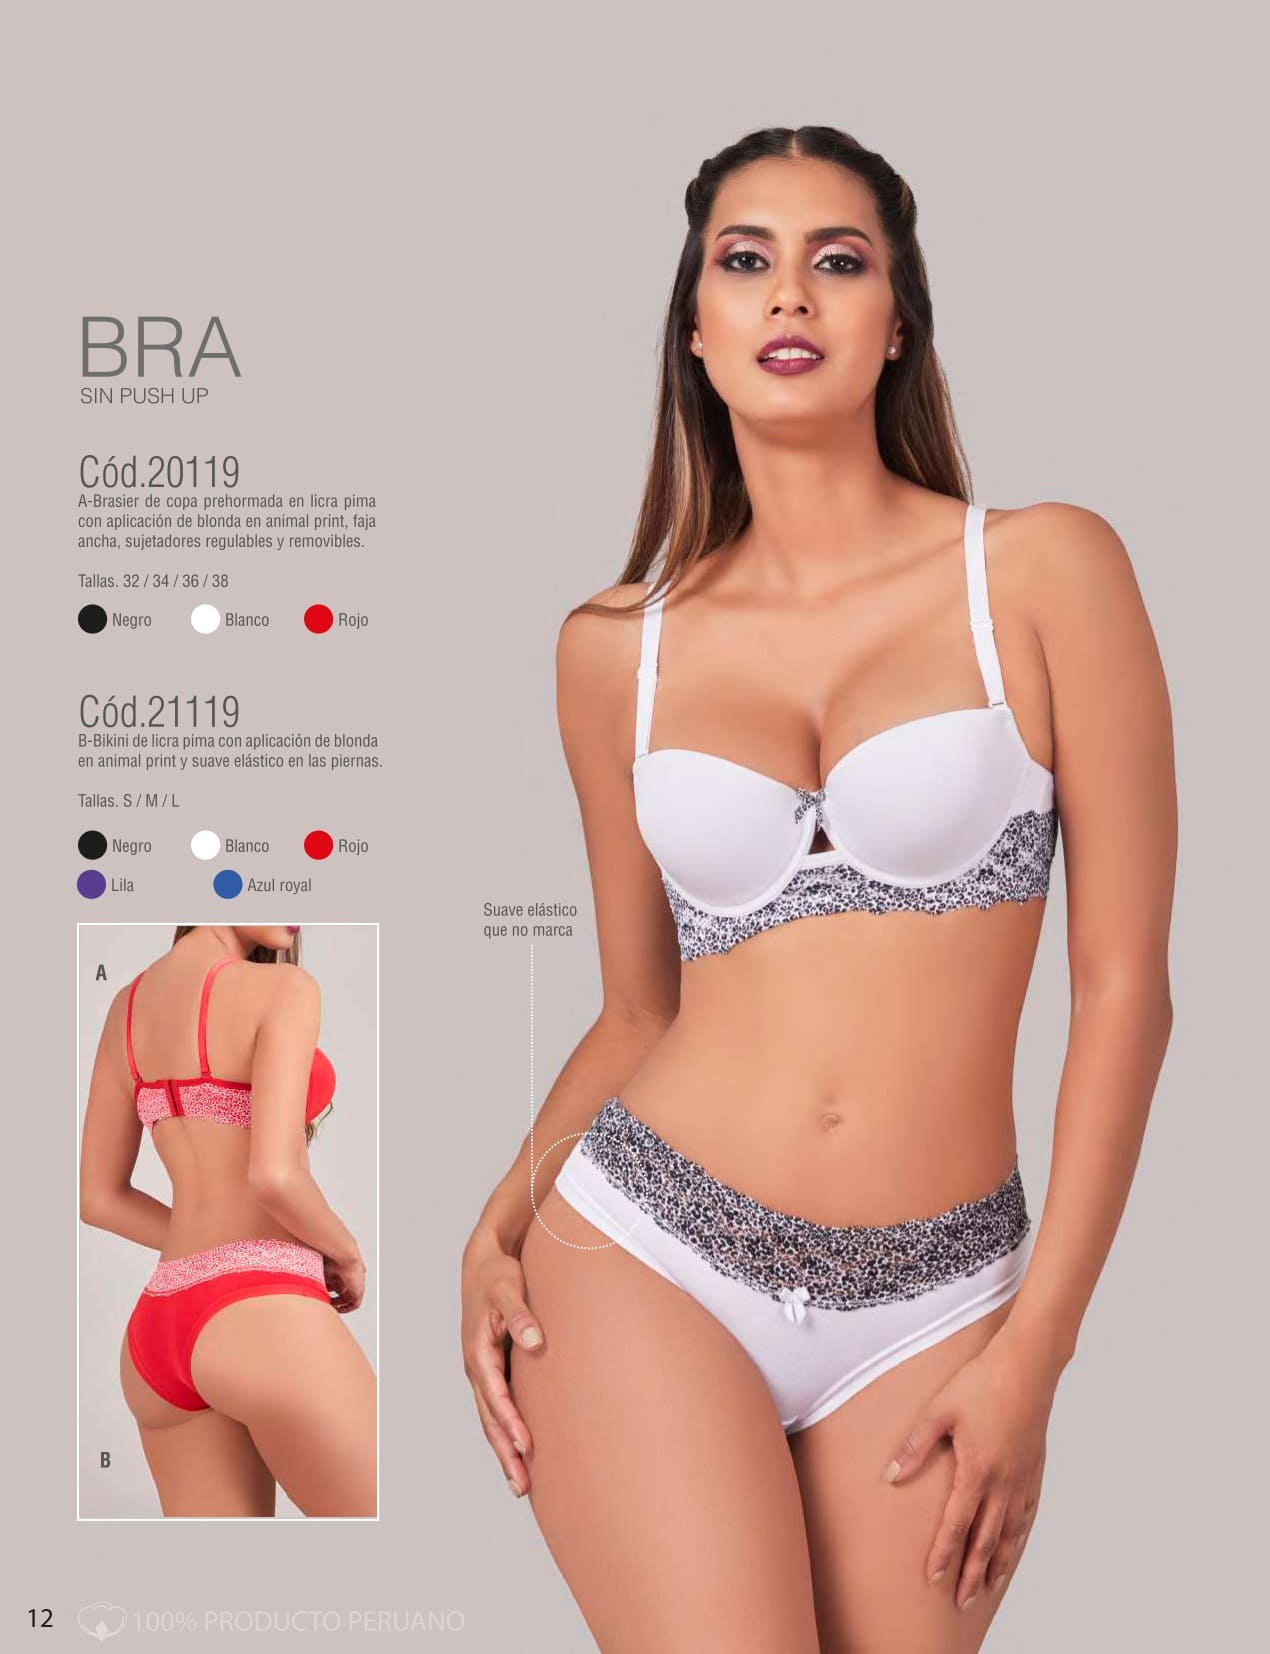 BRA
SIN PUSH UP
Cód.20119
A-Brasier de copa prehormada en licra pima
con aplicación de blonda en animal print, faja
ancha, sujetadores regulables y removibles.
Tallas. 32 / 34 / 36 / 38
Negro Blanco Rojo
Cód.21119
B-Bikini de licra pima con aplicación de blonda
en animal print y suave elástico en las piernas.
Tallas. S / M / L
Negro Blanco Rojo
Lila Azul royal
Suave elástico
que no marca
A
B
12 100% PRODUCTO PERUANO